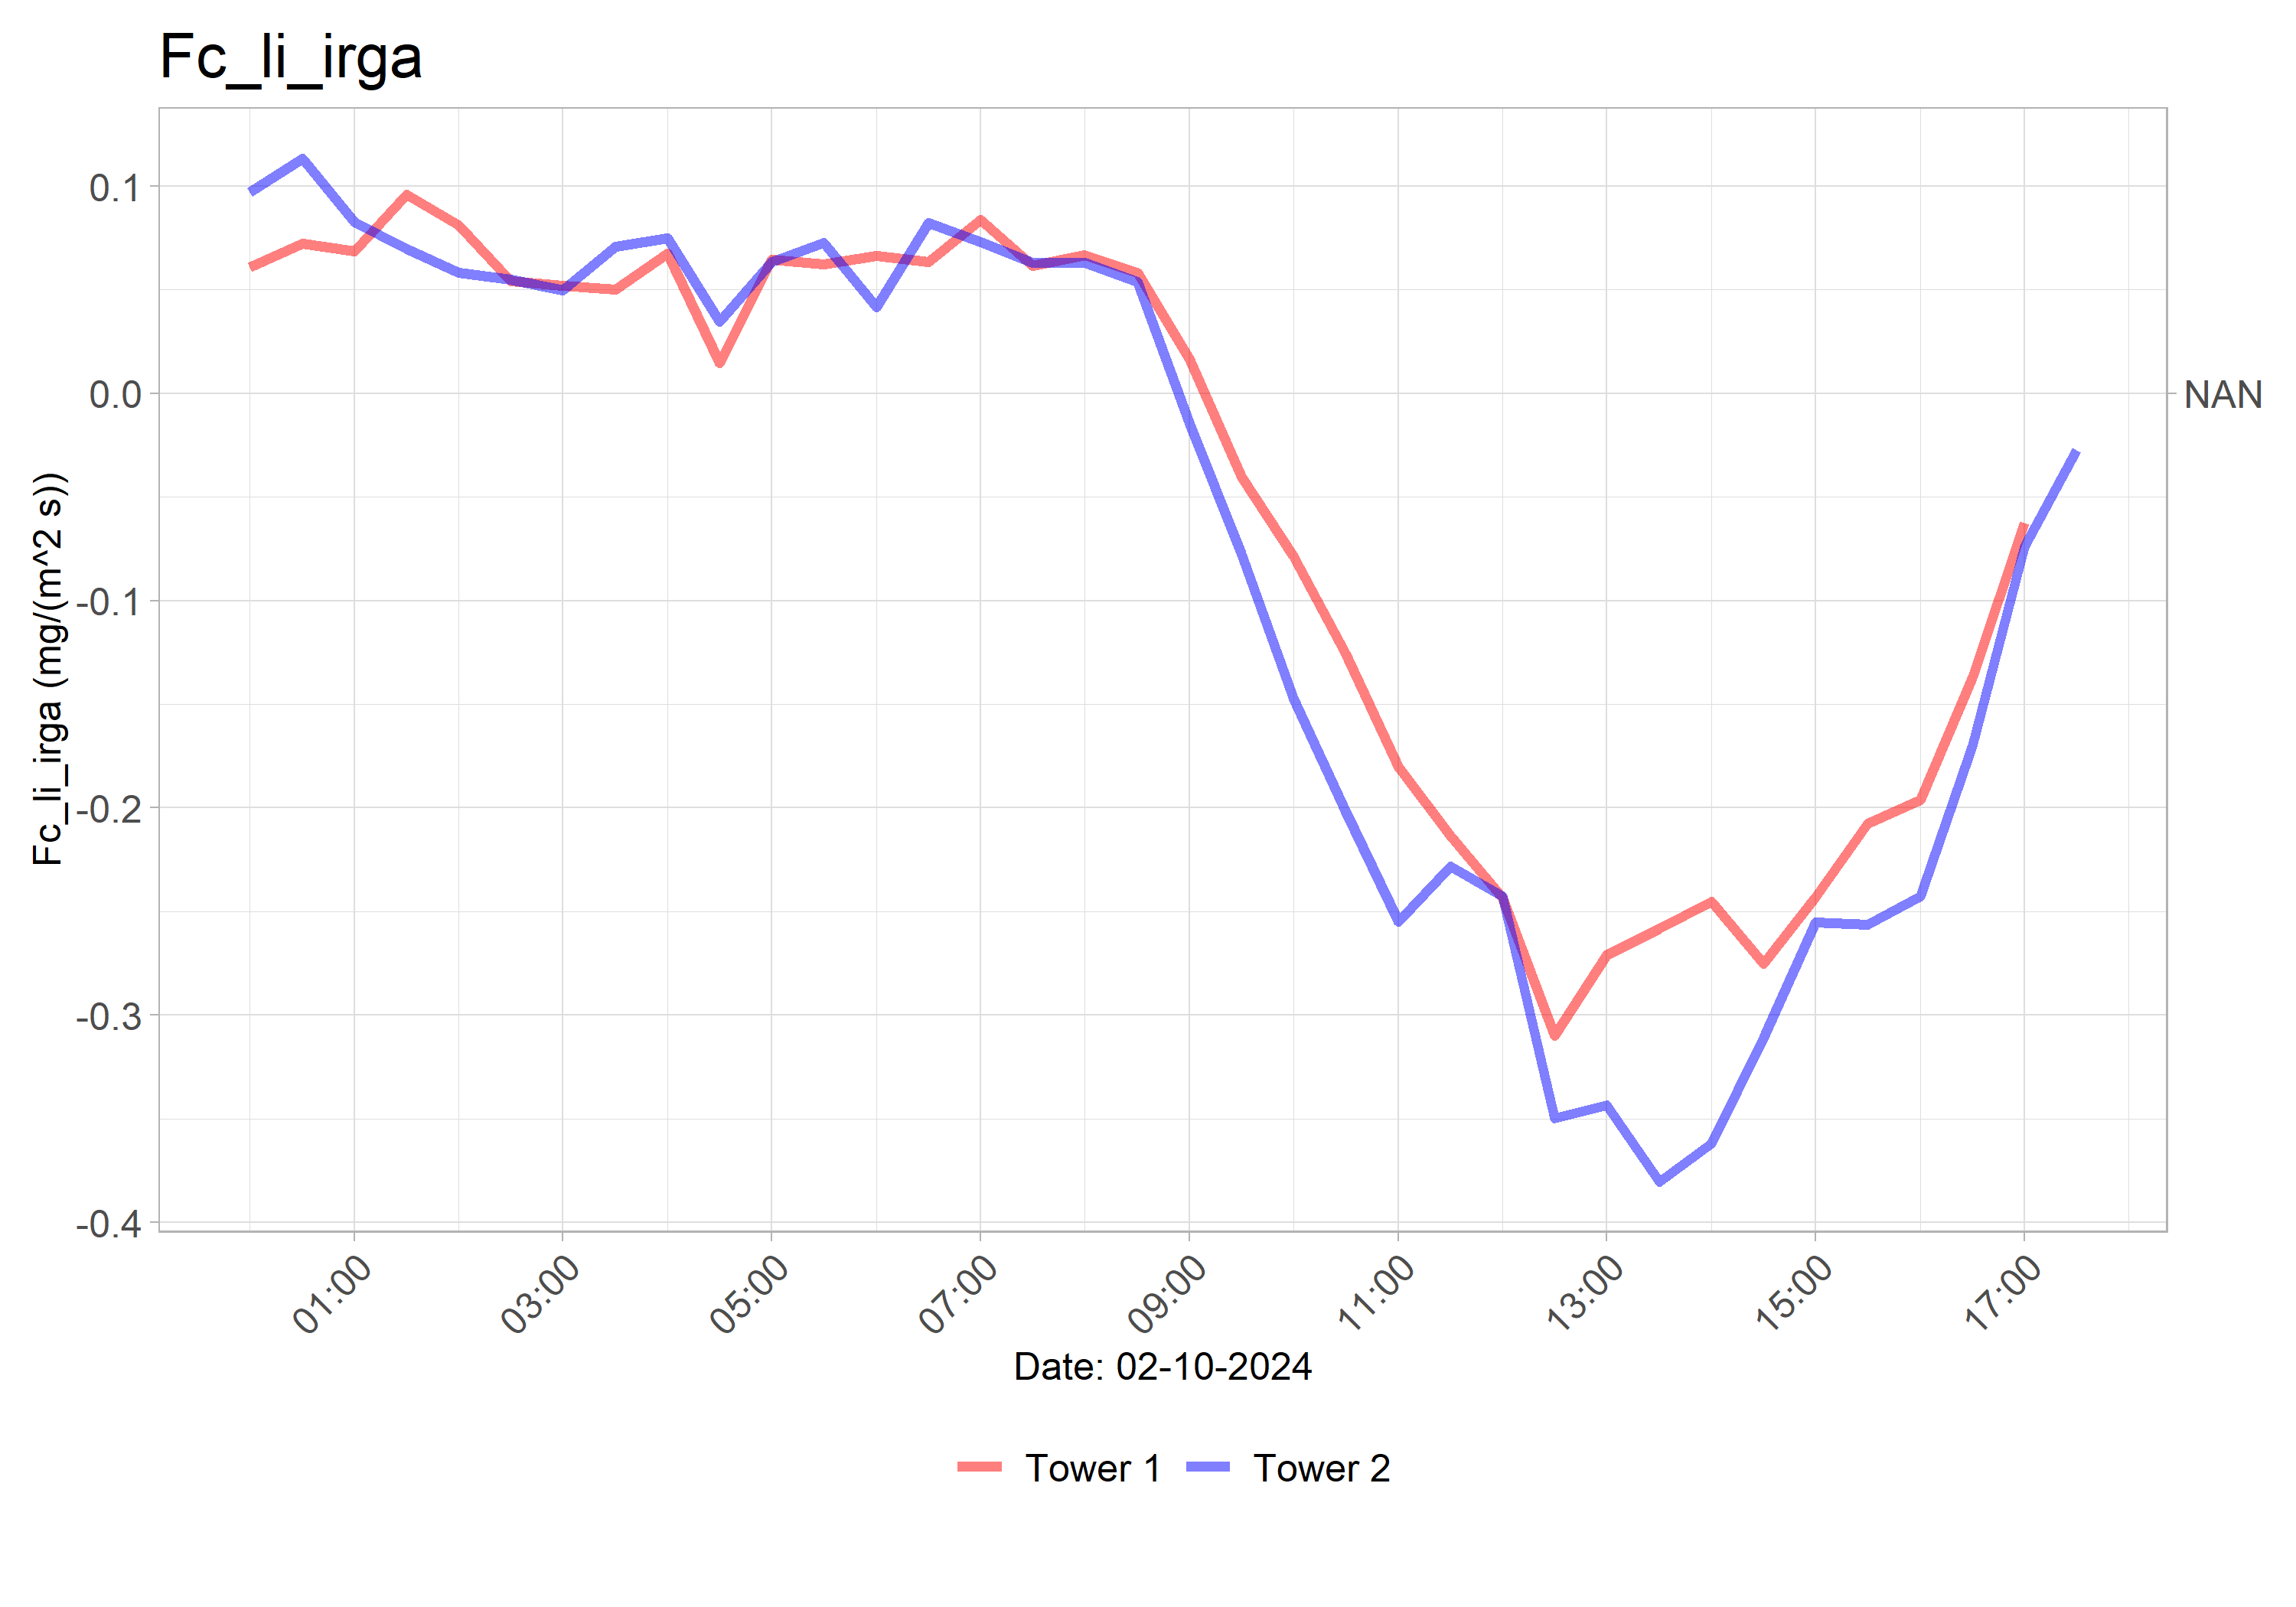 Fc_li_irga
Fc_li_irga (mg/(m^2 s))
0.1
0.0
-0.1
-0.2
-0.3
-0.4
NAN
01:00
03:00
05:00
07:00
09:00
11:00
13:00
15:00
17:00
Date: 02-10-2024
Tower 1
Tower 2